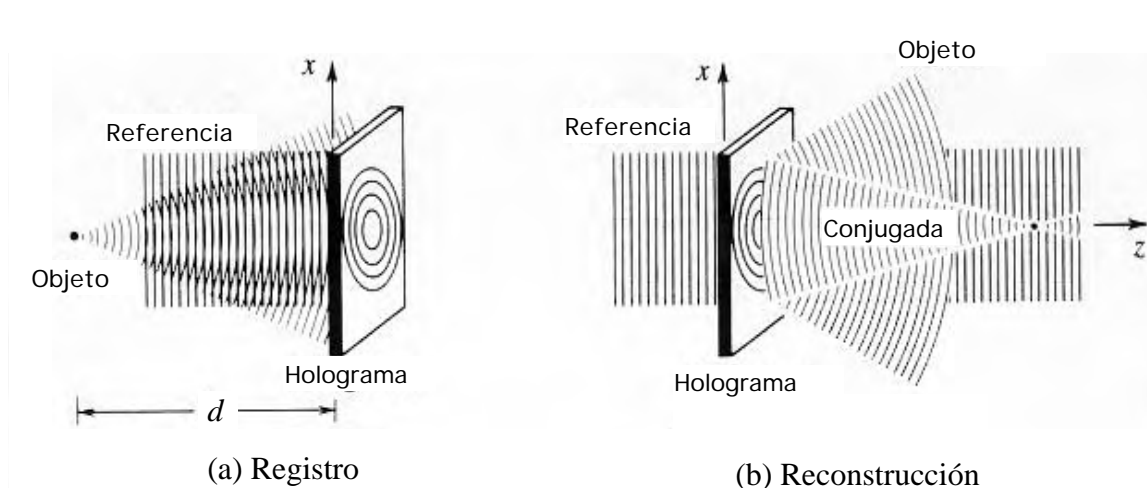 x
Referencia
Objeto
Holograma
d
(a) Registro
Objeto
x
Referencia
Conjugada
z
Holograma
(b) Reconstrucción